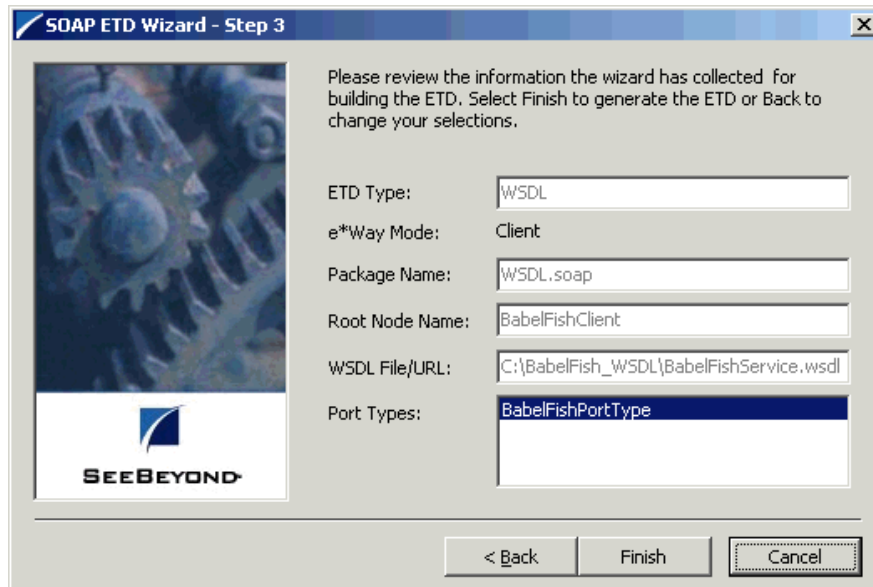 SOAP ETD Wizard - Step 3
Please review the information the wizard has collected for
building the ETD. Select Finish to generate the ETD or Back to
change your selections.
ETD Type: WSDL
e*Way Mode: Client
Package Name: WSDL.soap
Root Node Name: BabelFishClient
WSDL File/URL: C:\BabelFish_WSDL\BabelFishService.wsdl
Port Types: BabelFishPortType
SEEBEYOND
< Back Finish Cancel